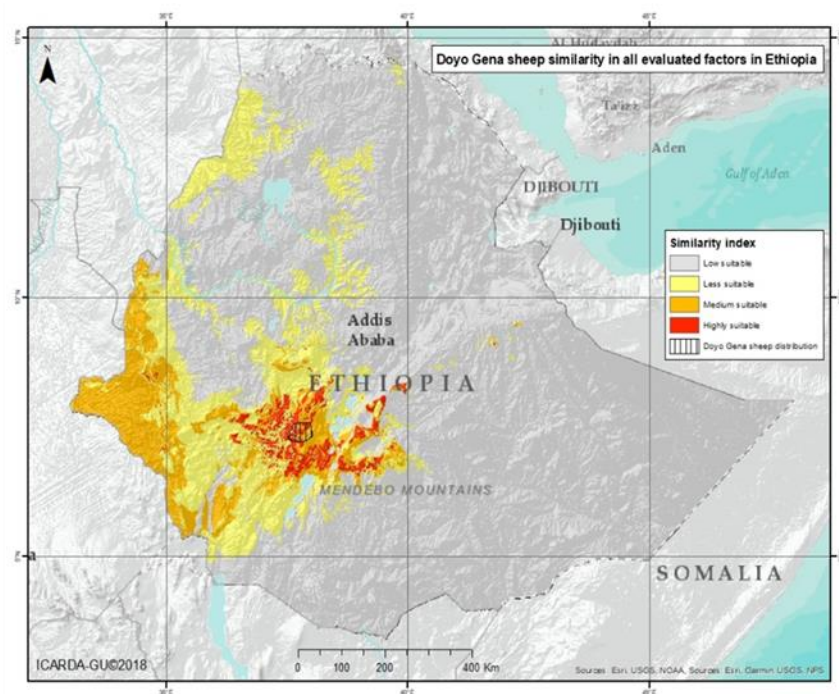 N
Doyo Gena sheep similarity in all evaluated factors in Ethiopia
Al Hudaydah
Ta'izz
Aden
Gulf of Aden
DJIBOUTI
Djibouti
Similarity index
Low suitable
Less suitable
Medium suitable
Highly suitable
Doyo Gena sheep distribution
Addis
Ababa
ETHIOPIA
MENDEBO MOUNTAINS
SOMALIA
0 100 200 400 Km
ICARDA-GU©2018
Sources: Esri, USGS, NOAA, Sources: Esri, Garmin, USGS, NPS